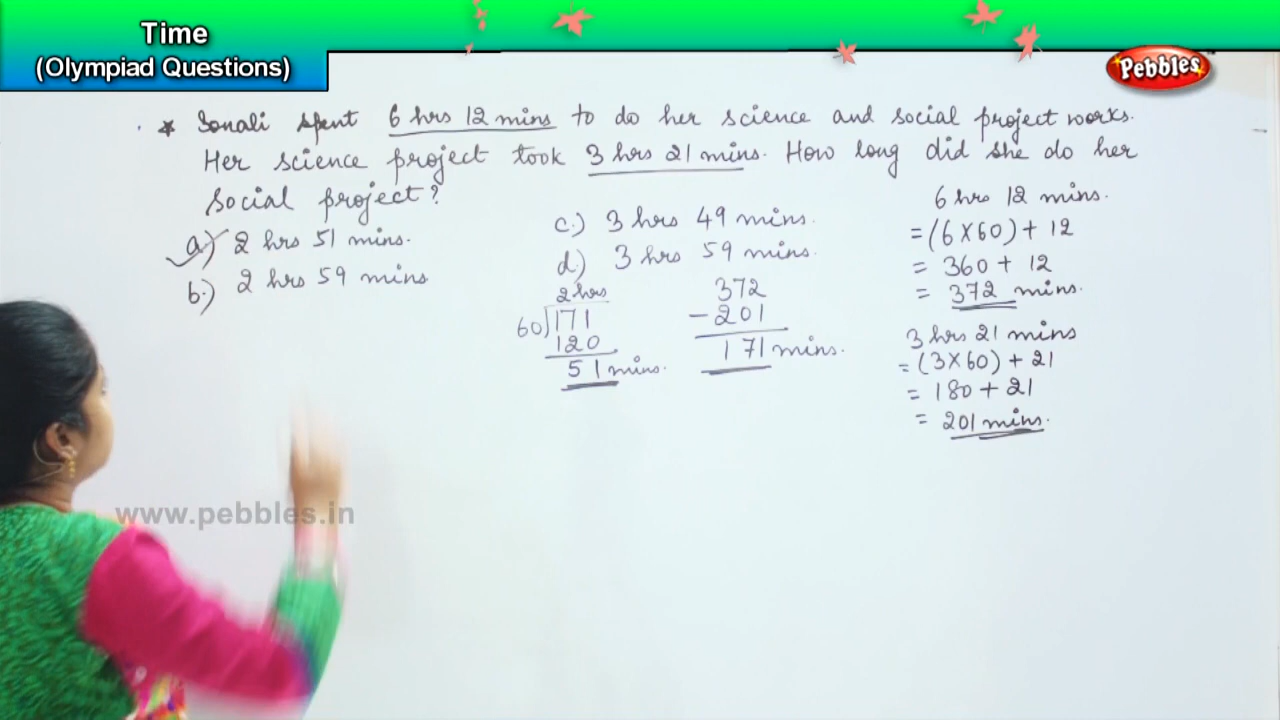 Time
(Olympiad Questions)
Pebbles
* Sonali spent 6 hrs 12 mins to do her science and social project works.
Her science project took 3 hrs 21 mins. How long did she do her
social project?
a.) 2 hrs 51 mins.
b.) 2 hrs 59 mins
c.) 3 hrs 49 mins.
d.) 3 hrs 59 mins.
2 hrs
60)171
120
51 mins.
372
- 201
171 mins.
6 hrs 12 mins.
= (6×60) + 12
= 360 + 12
= 372 mins.
3 hrs 21 mins
= (3×60) + 21
= 180 + 21
= 201 mins.
www.pebbles.in